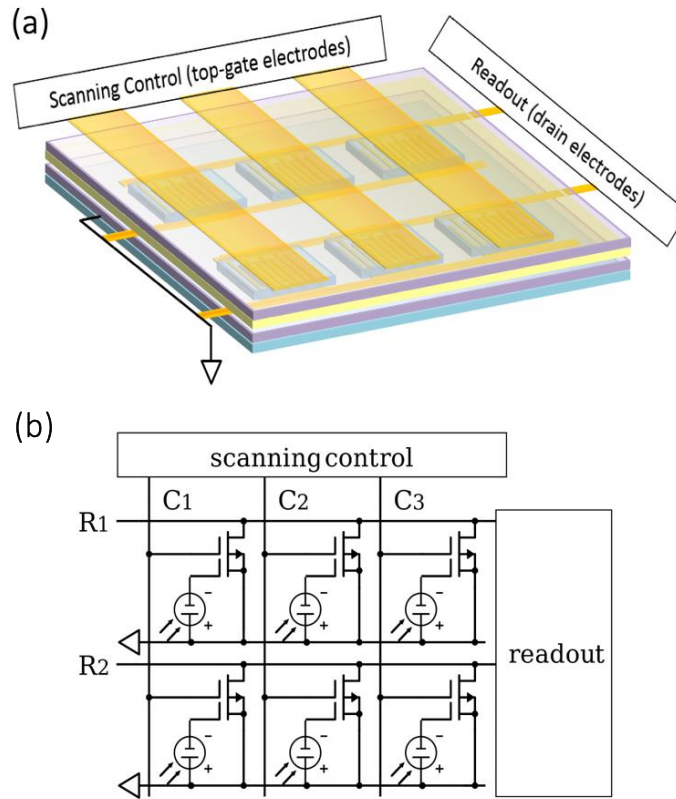 (a)
Scanning Control (top-gate electrodes)
Readout (drain electrodes)
(b)
scanning control
C1 C2 C3
R1
- - -
+ + +
readout
R2
- - -
+ + +